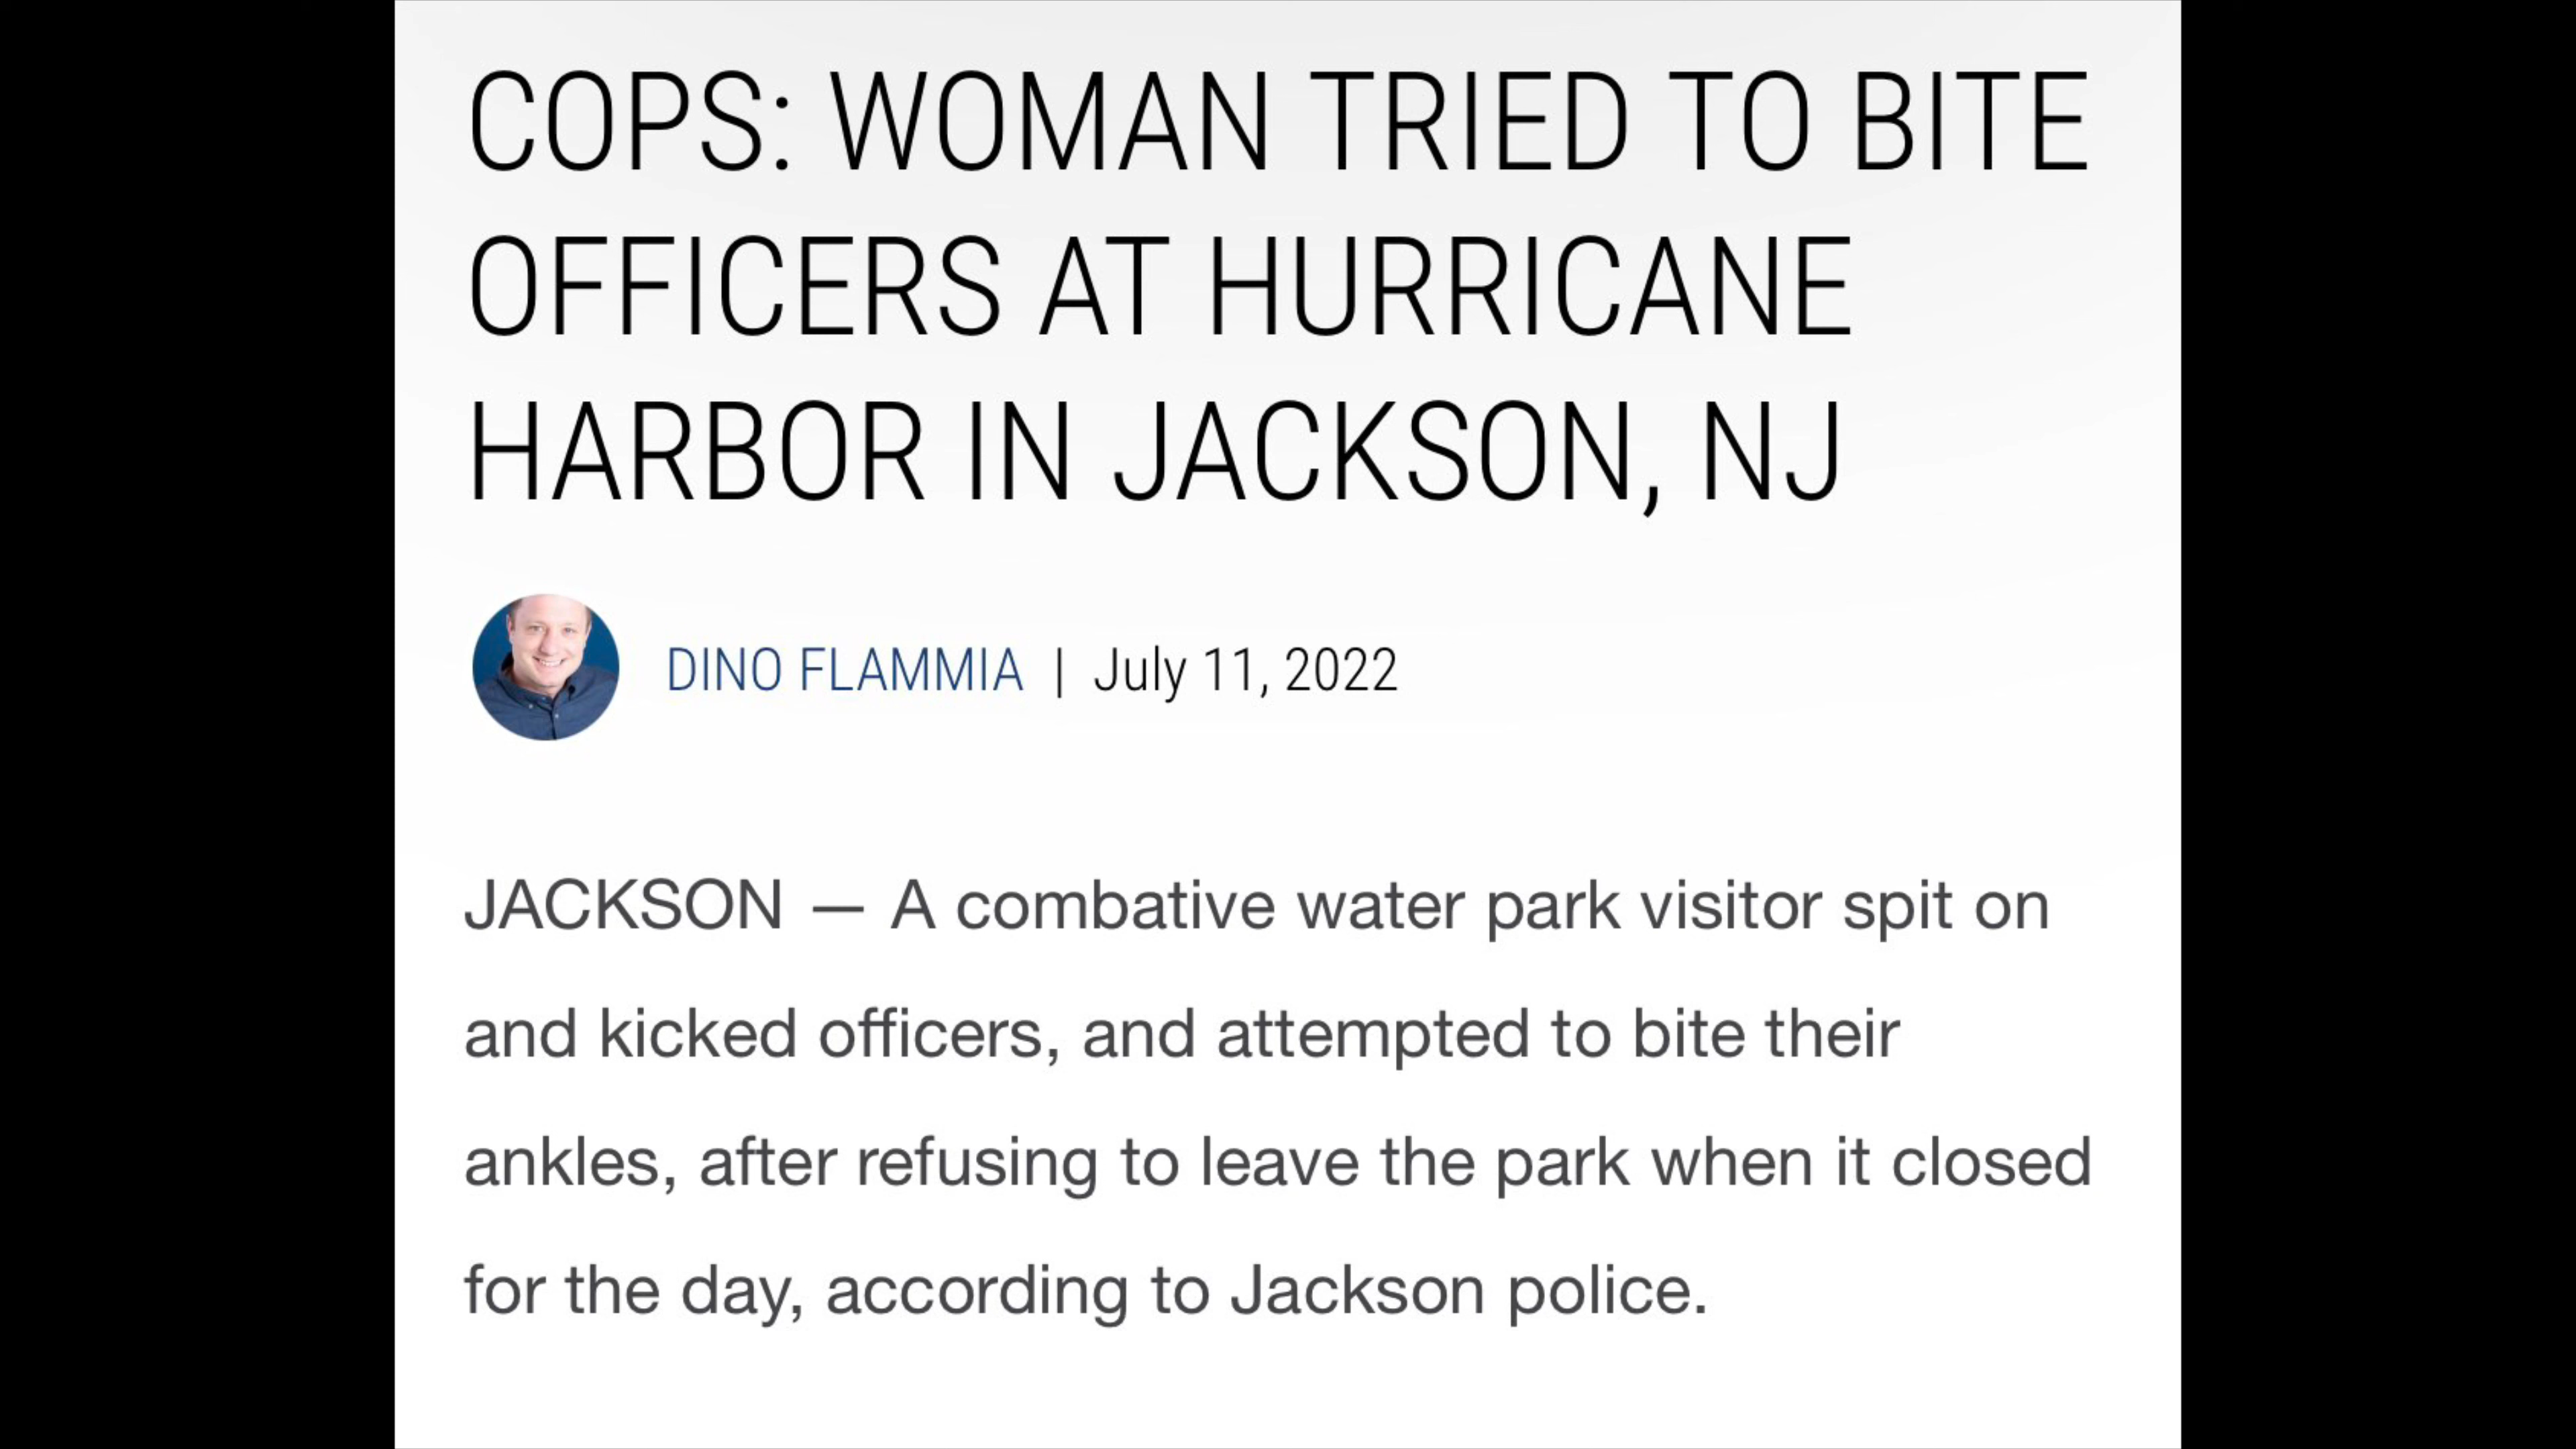 COPS: WOMAN TRIED TO BITE
OFFICERS AT HURRICANE
HARBOR IN JACKSON, NJ
DINO FLAMMIA | July 11, 2022
JACKSON — A combative water park visitor spit on
and kicked officers, and attempted to bite their
ankles, after refusing to leave the park when it closed
for the day, according to Jackson police.